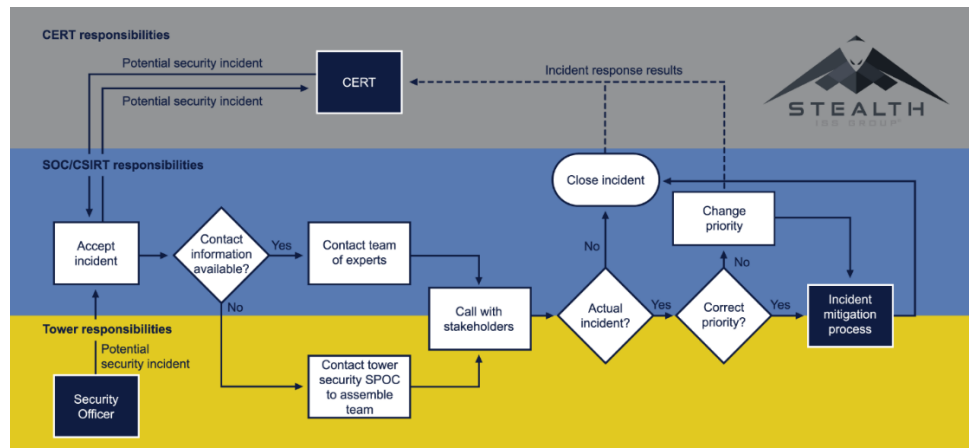 CERT responsibilities
Potential security incident
Potential security incident
CERT
Incident response results
STEALTH
ISS GROUP
SOC/CSIRT responsibilities
Close incident
Accept
incident
Contact
information
available?
Yes
Contact team
of experts
No
Change
priority
No
No
Call with
stakeholders
Actual
incident?
Yes
Correct
priority?
Yes
Incident
mitigation
process
Tower responsibilities
Potential
security incident
Contact tower
security SPOC
to assemble
team
Security
Officer